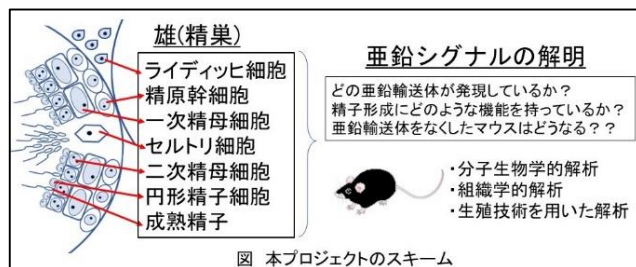 雄(精巣)
ライディッヒ細胞
精原幹細胞
一次精母細胞
セルトリ細胞
二次精母細胞
円形精子細胞
成熟精子
亜鉛シグナルの解明
どの亜鉛輸送体が発現しているか？
精子形成にどのような機能を持っているか？
亜鉛輸送体をなくしたマウスはどうなる？？
・分子生物学的解析
・組織学的解析
・生殖技術を用いた解析
図 本プロジェクトのスキーム